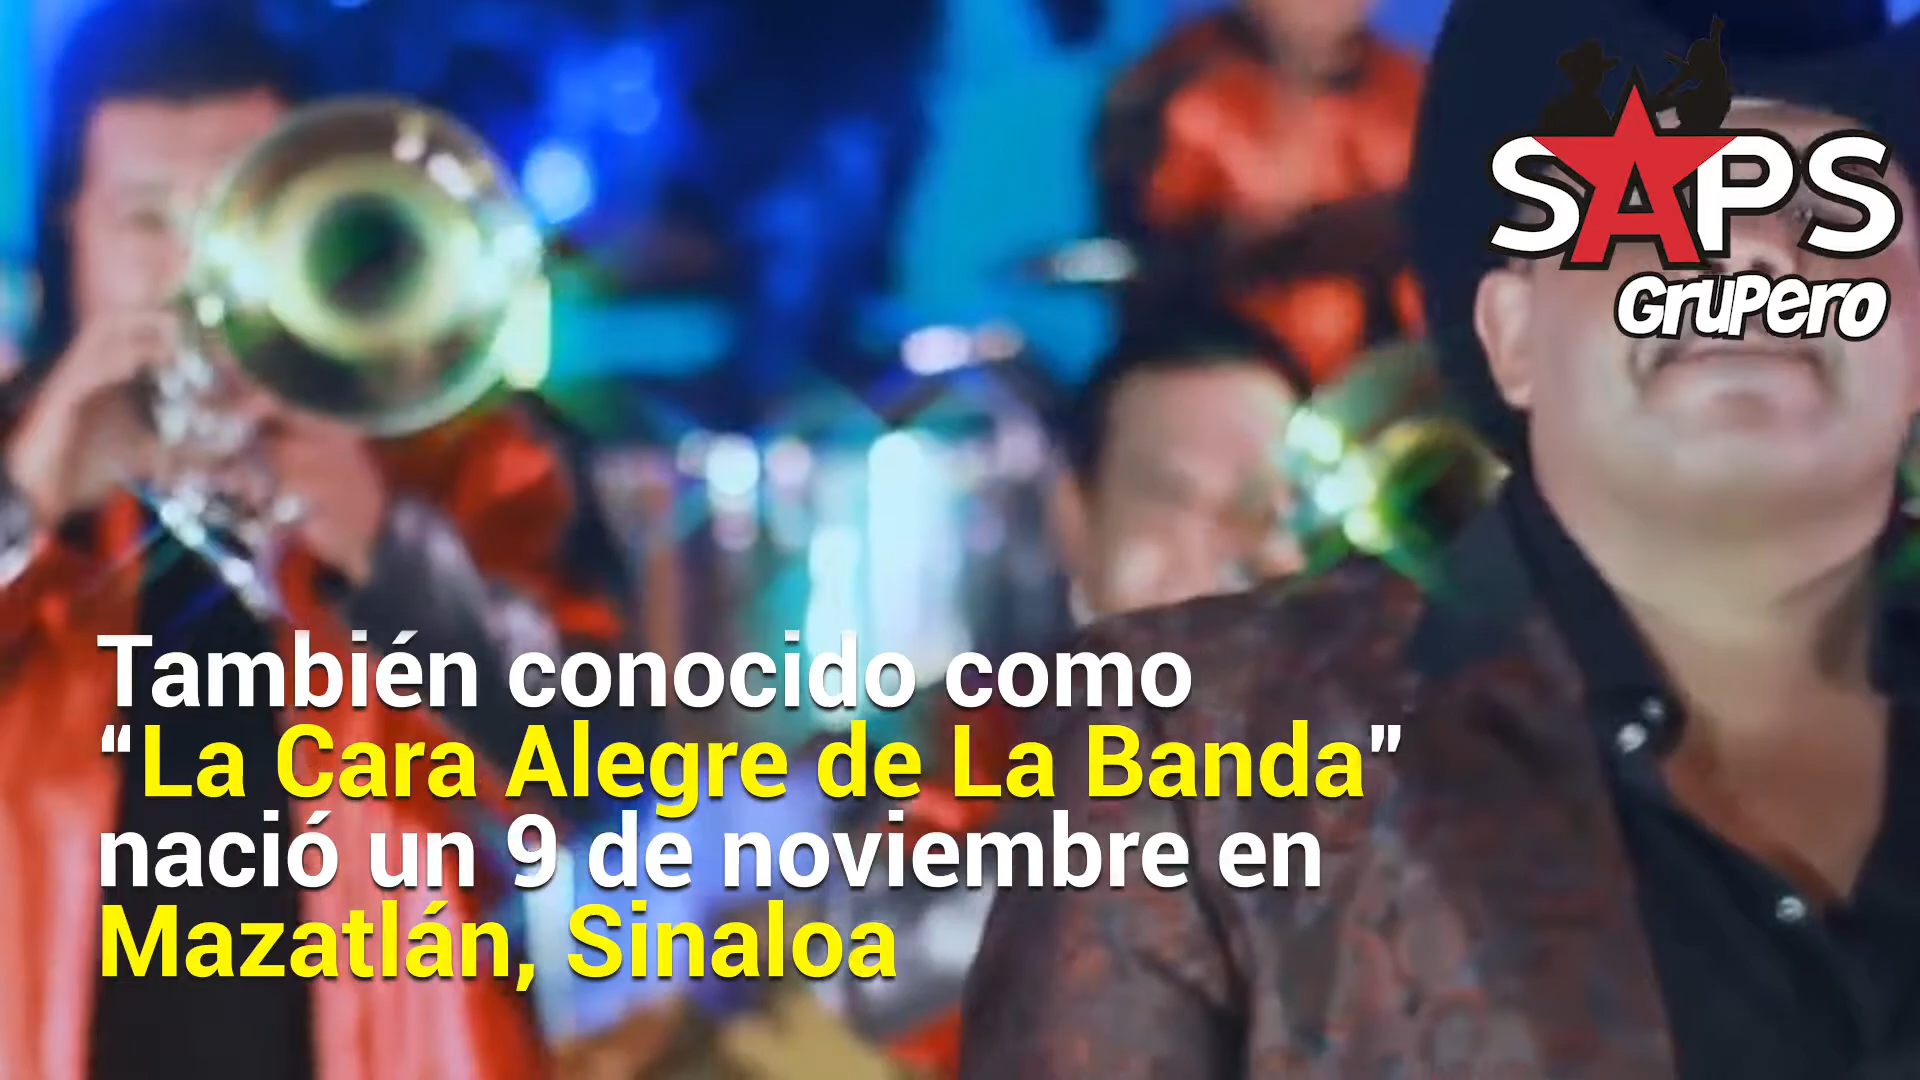 SAPS
GRUPERO
También conocido como
“La Cara Alegre de La Banda”
nació un 9 de noviembre en
Mazatlán, Sinaloa